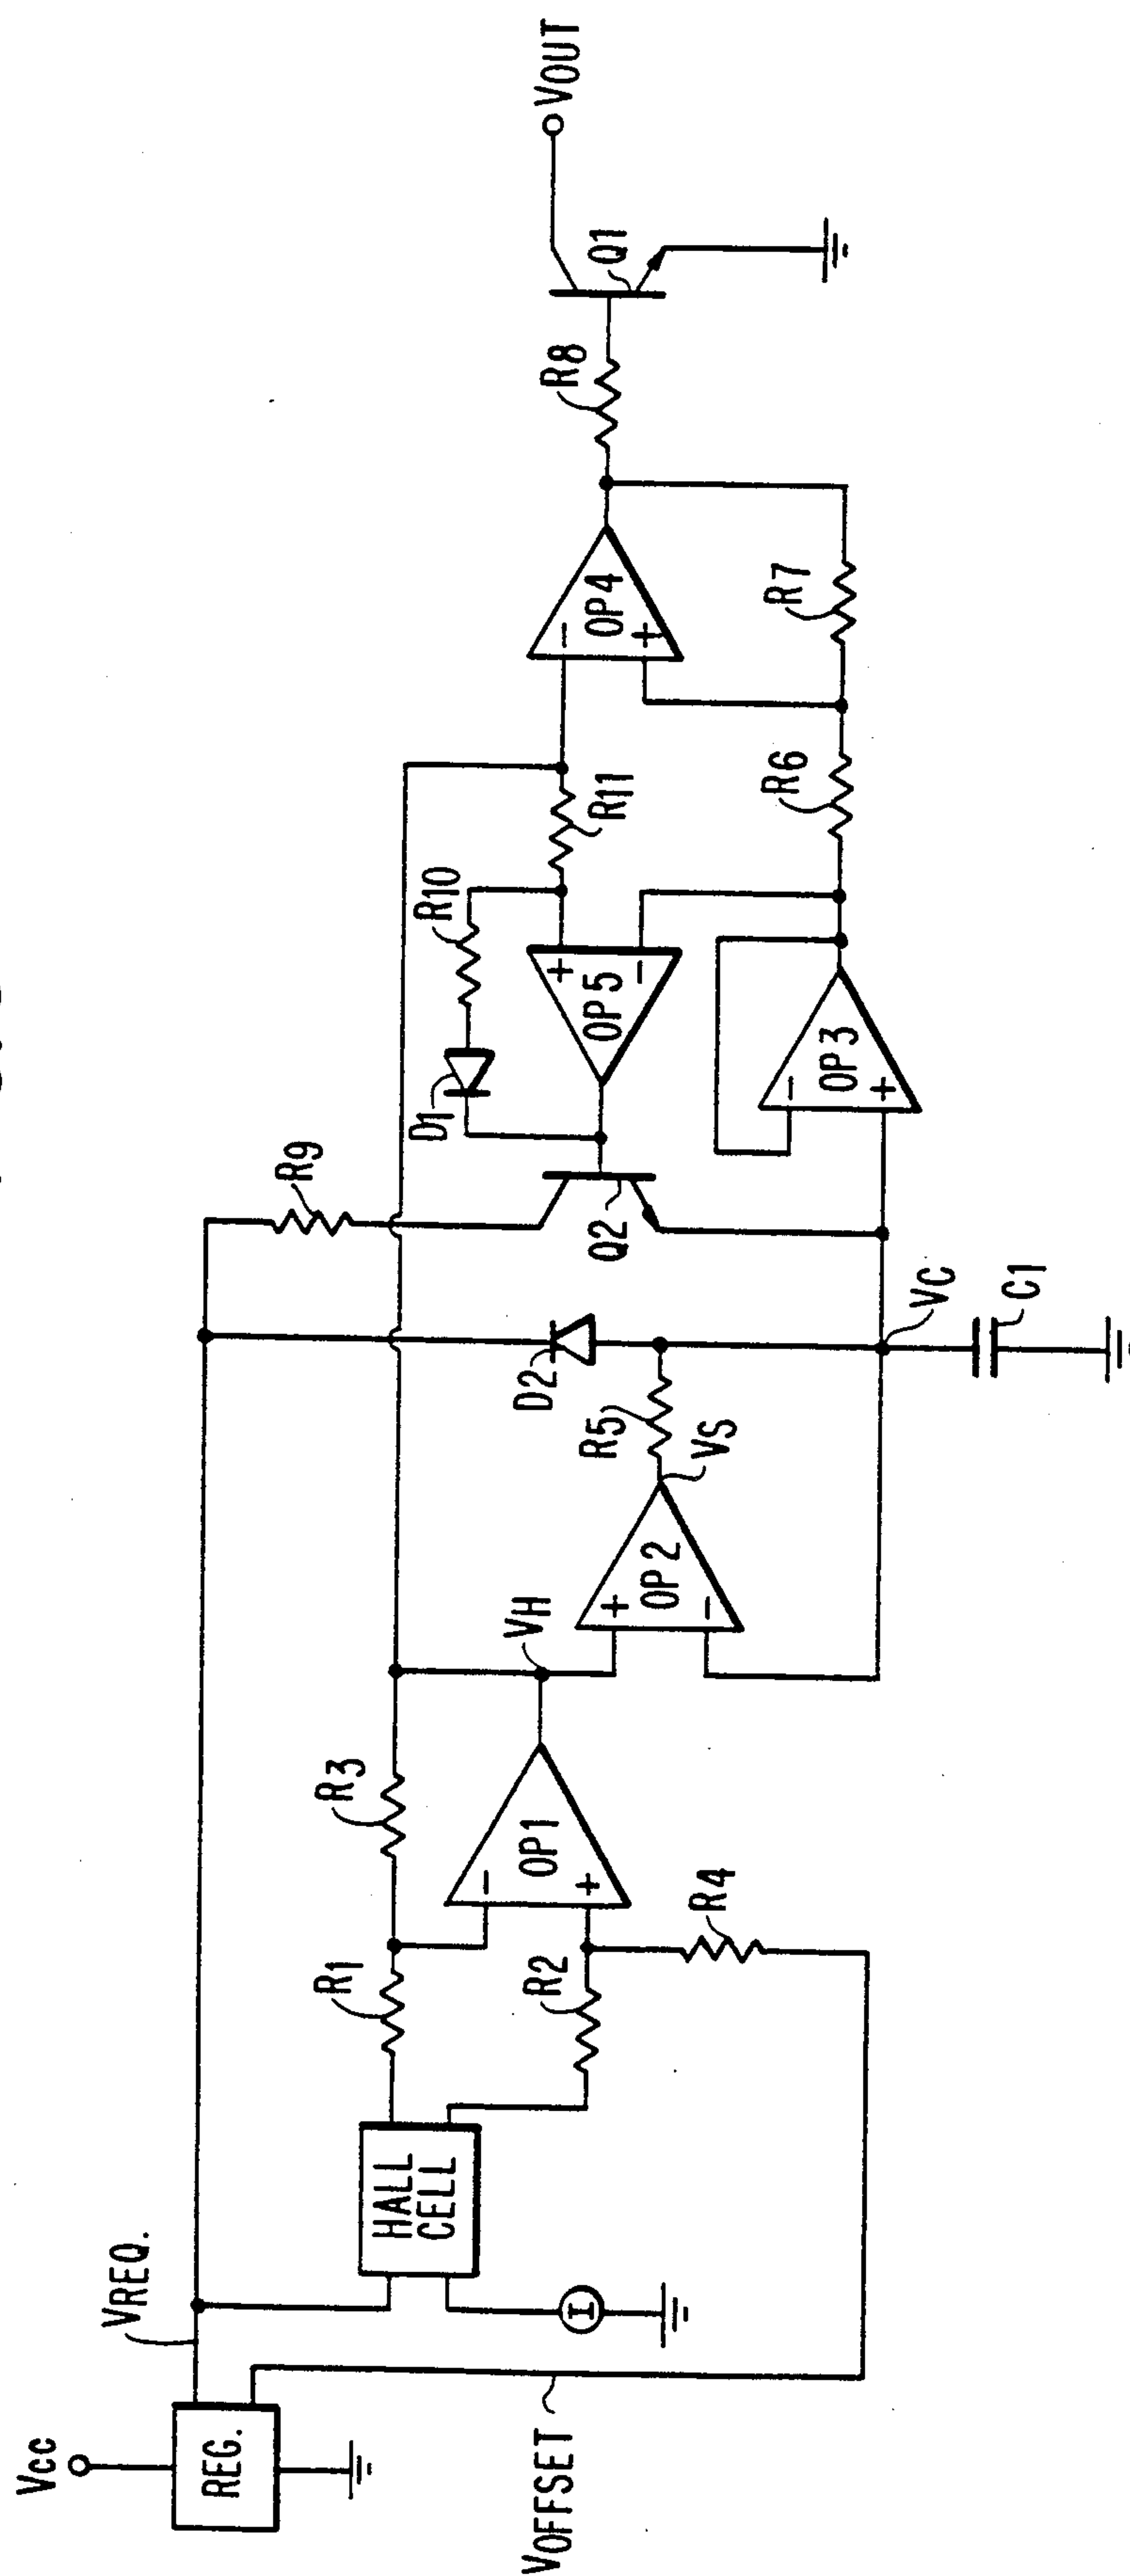 Vcc
REG.
VREQ.
VOFFSET
HALL
CELL
I
R1
R2
R3
R4
-
+
OP1
VH
+
-
OP2
VS
R5
D2
VC
C1
R9
Q2
D1
R10
+
-
OP5
-
+
OP3
R11
R6
-
+
OP4
R7
R8
Q1
VOUT